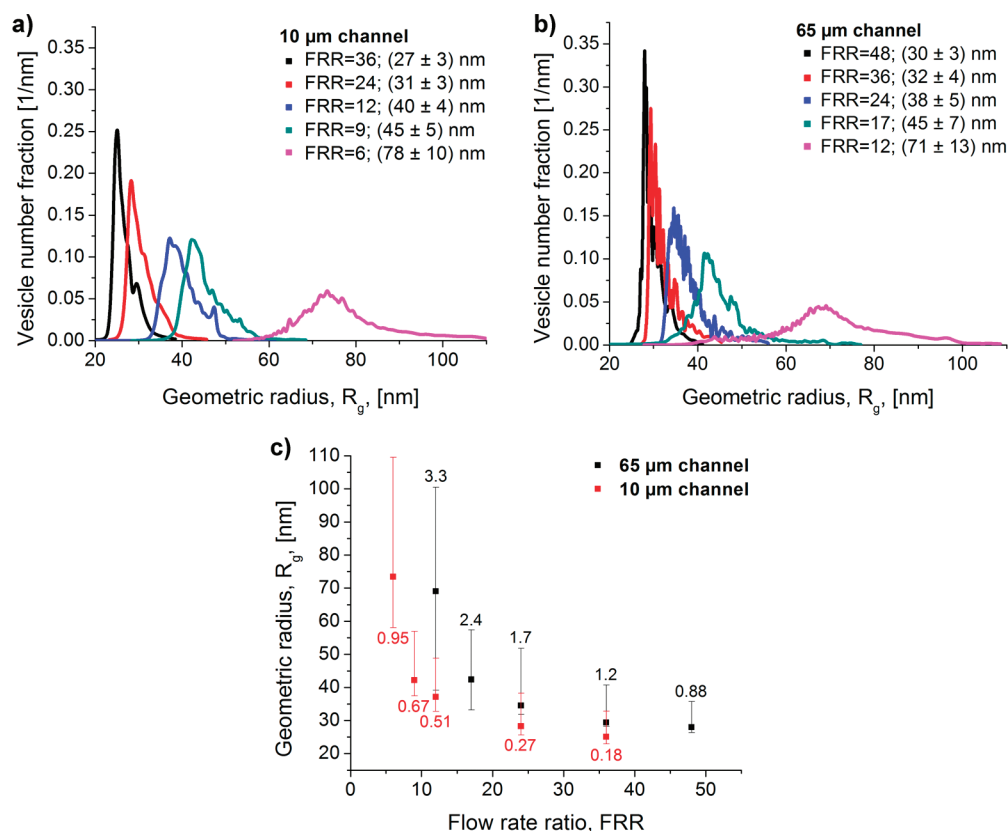 a)
10 µm channel
FRR=36; (27 ± 3) nm
FRR=24; (31 ± 3) nm
FRR=12; (40 ± 4) nm
FRR=9; (45 ± 5) nm
FRR=6; (78 ± 10) nm
Vesicle number fraction [1/nm]
0.35
0.30
0.25
0.20
0.15
0.10
0.05
0.00
20 40 60 80 100
Geometric radius, Rg, [nm]
b)
65 µm channel
FRR=48; (30 ± 3) nm
FRR=36; (32 ± 4) nm
FRR=24; (38 ± 5) nm
FRR=17; (45 ± 7) nm
FRR=12; (71 ± 13) nm
Vesicle number fraction [1/nm]
0.35
0.30
0.25
0.20
0.15
0.10
0.05
0.00
20 40 60 80 100
Geometric radius, Rg, [nm]
c)
65 µm channel
10 µm channel
Geometric radius, Rg, [nm]
110
100
90
80
70
60
50
40
30
20
3.3
2.4
1.7
1.2
0.88
0.95
0.67
0.51
0.27
0.18
0 10 20 30 40 50
Flow rate ratio, FRR